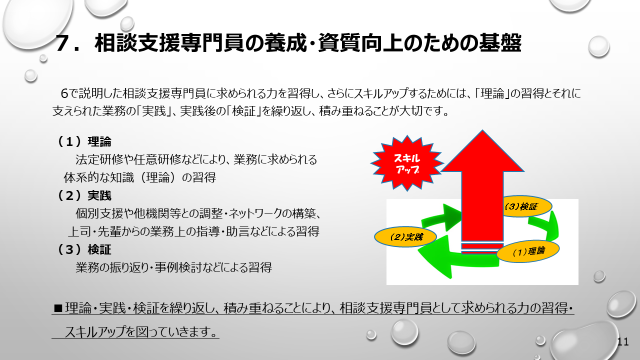 ７．相談支援専門員の養成・資質向上のための基盤
６で説明した相談支援専門員に求められる力を習得し、さらにスキルアップするためには、「理論」の習得とそれに
支えられた業務の「実践」、実践後の「検証」を繰り返し、積み重ねることが大切です。
（１）理論
法定研修や任意研修などにより、業務に求められる
体系的な知識（理論）の習得
（２）実践
個別支援や他機関等との調整・ネットワークの構築、
上司・先輩からの業務上の指導・助言などによる習得
（３）検証
業務の振り返り・事例検討などによる習得
スキル
アップ
（３）検証
（２）実践
（１）理論
■理論・実践・検証を繰り返し、積み重ねることにより、相談支援専門員として求められる力の習得・
スキルアップを図っていきます。
11